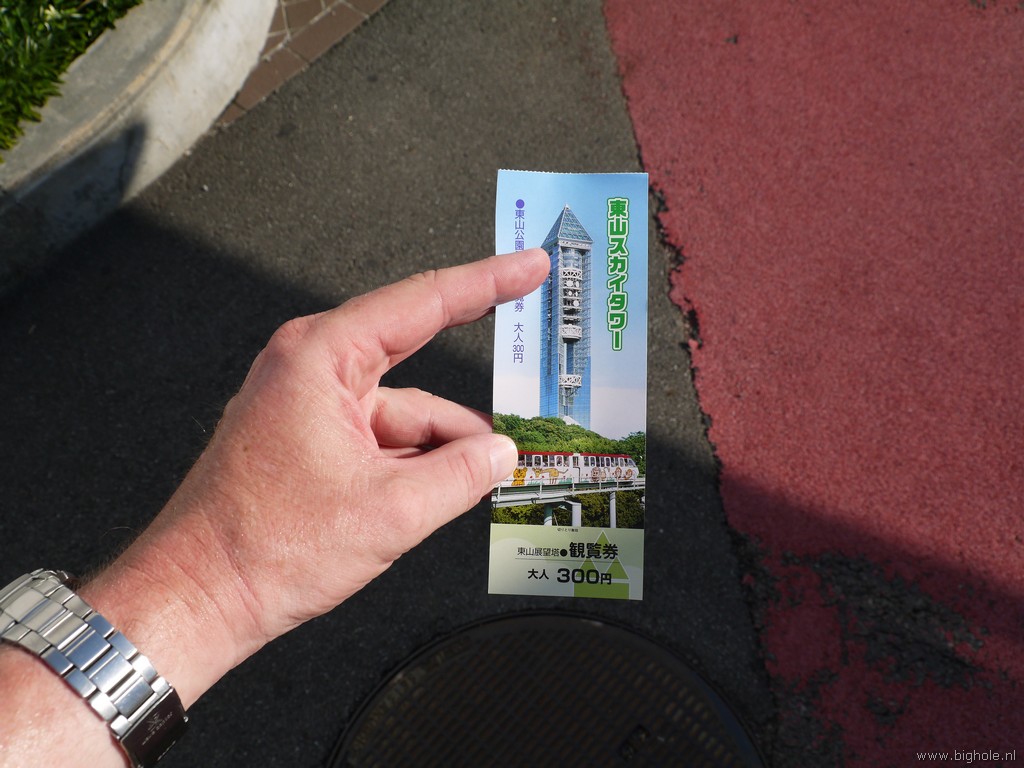 東山スカイタワー
●東山公園
券 大人300円
東山展望塔●観覧券
大人 300円
www.bighole.nl